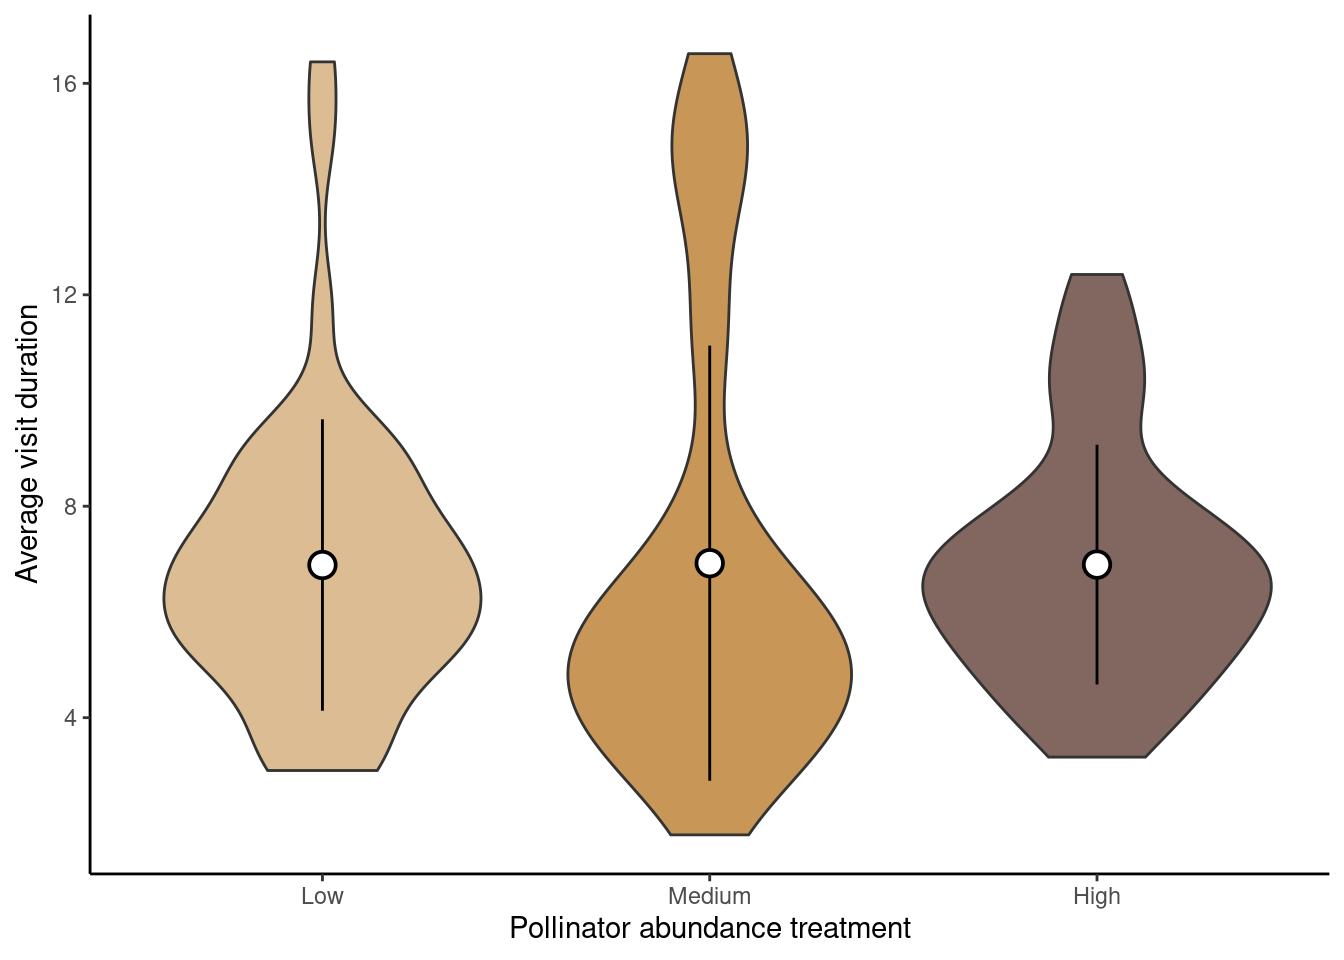 16
12
8
4
Average visit duration
Low
Medium
High
Pollinator abundance treatment